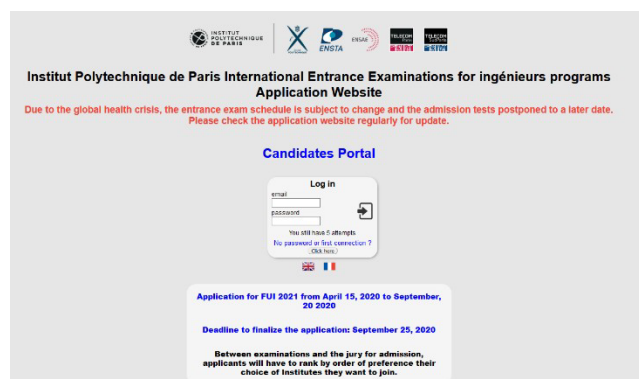 INSTITUT
POLYTECHNIQUE
DE PARIS
ENSTA
ENSAE
TELECOM
TELECOM
Institut Polytechnique de Paris International Entrance Examinations for ingénieurs programs
Application Website
Due to the global health crisis, the entrance exam schedule is subject to change and the admission tests postponed to a later date.
Please check the application website regularly for update.
Candidates Portal
Log in
email
password
You still have 5 attempts
No password or first connection ?
Click here
Application for FUI 2021 from April 15, 2020 to September,
20 2020
Deadline to finalize the application: September 25, 2020
Between examinations and the jury for admission,
applicants will have to rank by order of preference their
choice of Institutes they want to join.